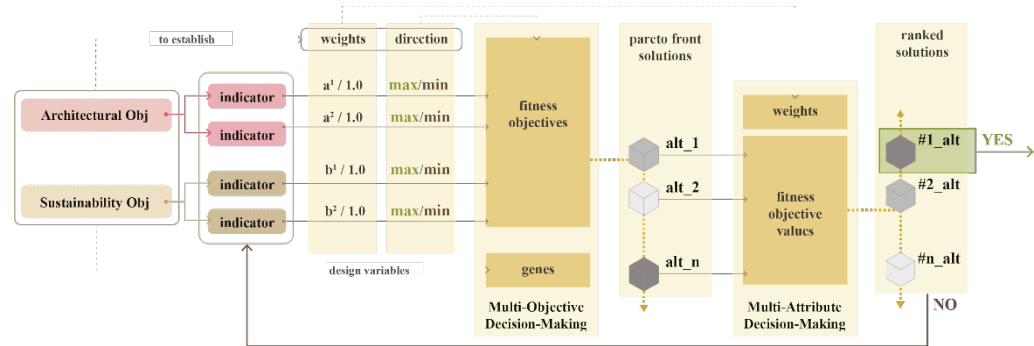 to establish
weights
direction
pareto front
solutions
ranked
solutions
Architectural Obj
Sustainability Obj
indicator
indicator
indicator
indicator
a¹ / 1.0
a² / 1.0
b¹ / 1.0
b² / 1.0
max/min
max/min
max/min
max/min
design variables
fitness
objectives
genes
Multi-Objective
Decision-Making
alt_1
alt_2
alt_n
weights
fitness
objective
values
Multi-Attribute
Decision-Making
#1_alt
#2_alt
#n_alt
YES
NO